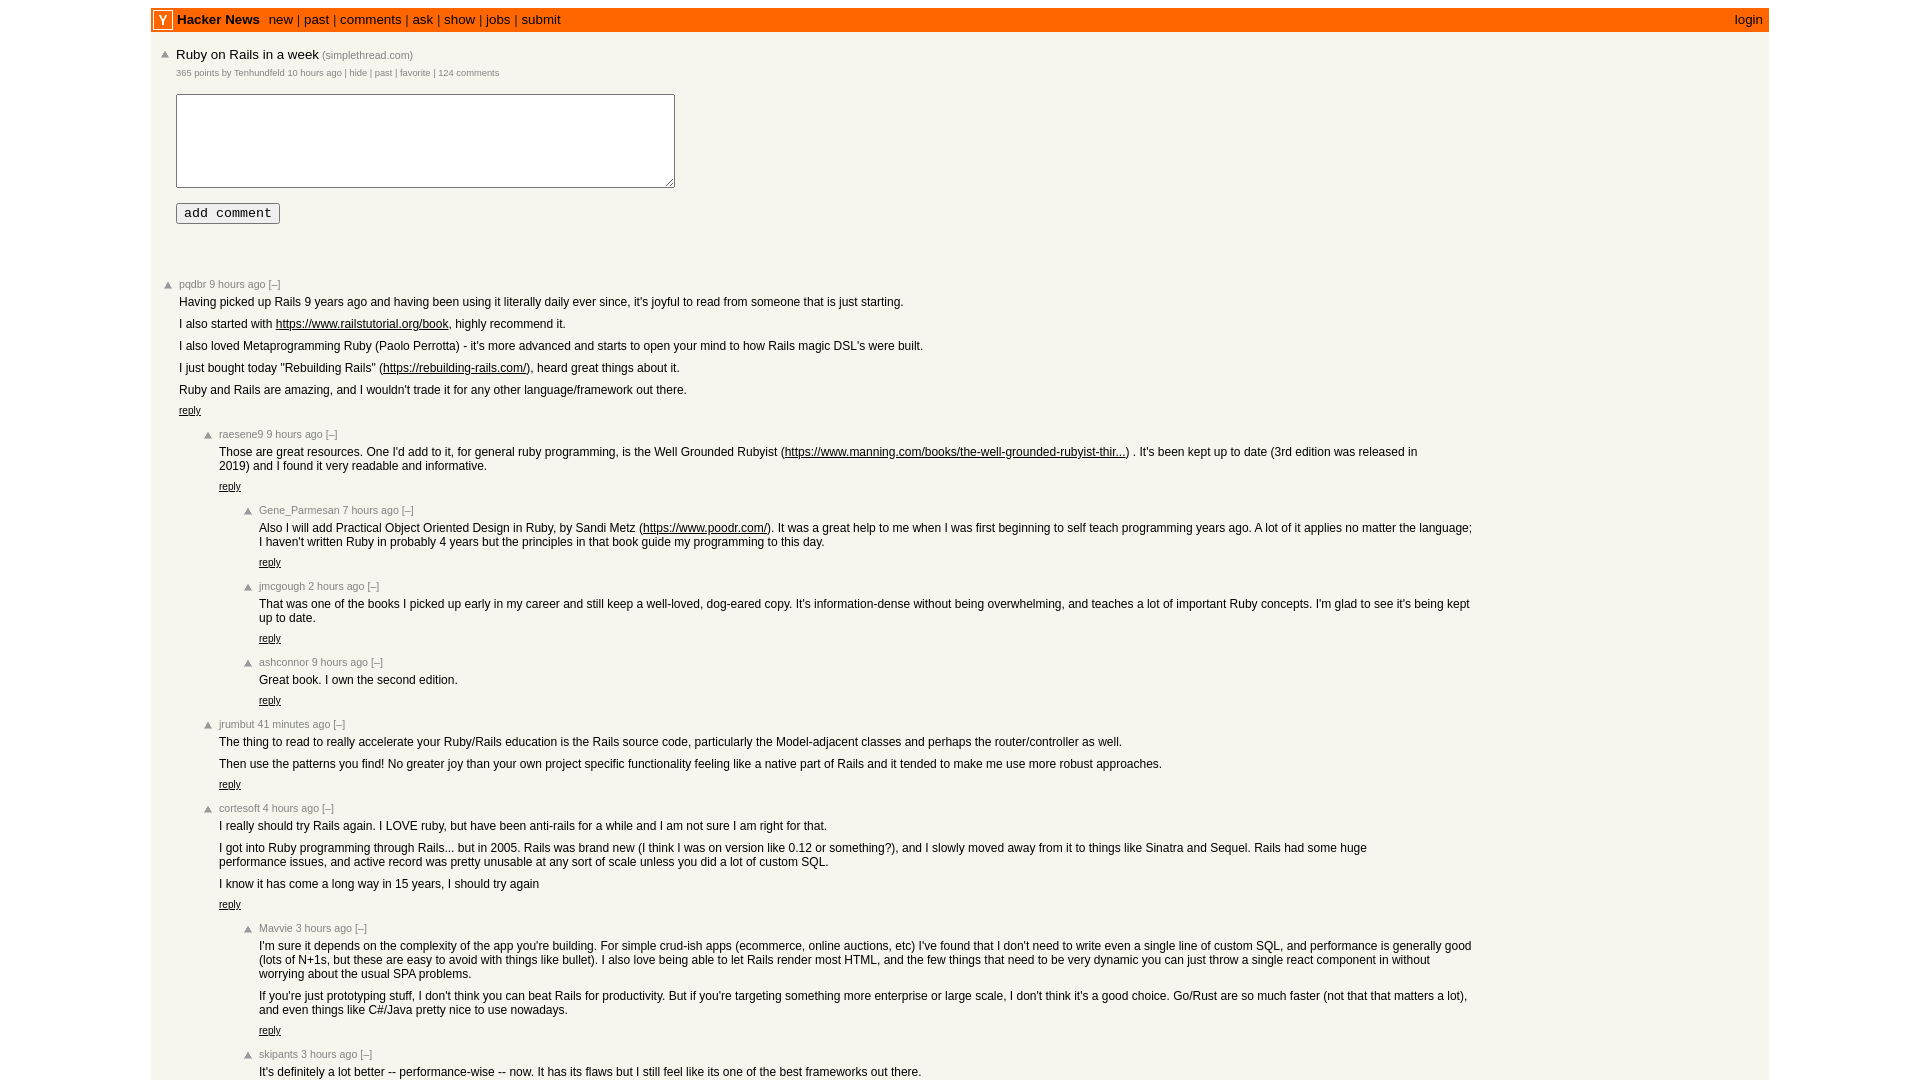 Y Hacker News new | past | comments | ask | show | jobs | submit login
Ruby on Rails in a week (simplethread.com)
365 points by Tenhundfeld 10 hours ago | hide | past | favorite | 124 comments
add comment
pqdbr 9 hours ago [–]
Having picked up Rails 9 years ago and having been using it literally daily ever since, it's joyful to read from someone that is just starting.
I also started with https://www.railstutorial.org/book, highly recommend it.
I also loved Metaprogramming Ruby (Paolo Perrotta) - it's more advanced and starts to open your mind to how Rails magic DSL's were built.
I just bought today "Rebuilding Rails" (https://rebuilding-rails.com/), heard great things about it.
Ruby and Rails are amazing, and I wouldn't trade it for any other language/framework out there.
reply
raesene9 9 hours ago [–]
Those are great resources. One I'd add to it, for general ruby programming, is the Well Grounded Rubyist (https://www.manning.com/books/the-well-grounded-rubyist-thir...) . It's been kept up to date (3rd edition was released in
2019) and I found it very readable and informative.
reply
Gene_Parmesan 7 hours ago [–]
Also I will add Practical Object Oriented Design in Ruby, by Sandi Metz (https://www.poodr.com/). It was a great help to me when I was first beginning to self teach programming years ago. A lot of it applies no matter the language;
I haven't written Ruby in probably 4 years but the principles in that book guide my programming to this day.
reply
jmcgough 2 hours ago [–]
That was one of the books I picked up early in my career and still keep a well-loved, dog-eared copy. It's information-dense without being overwhelming, and teaches a lot of important Ruby concepts. I'm glad to see it's being kept
up to date.
reply
ashconnor 9 hours ago [–]
Great book. I own the second edition.
reply
jrumbut 41 minutes ago [–]
The thing to read to really accelerate your Ruby/Rails education is the Rails source code, particularly the Model-adjacent classes and perhaps the router/controller as well.
Then use the patterns you find! No greater joy than your own project specific functionality feeling like a native part of Rails and it tended to make me use more robust approaches.
reply
cortesoft 4 hours ago [–]
I really should try Rails again. I LOVE ruby, but have been anti-rails for a while and I am not sure I am right for that.
I got into Ruby programming through Rails... but in 2005. Rails was brand new (I think I was on version like 0.12 or something?), and I slowly moved away from it to things like Sinatra and Sequel. Rails had some huge
performance issues, and active record was pretty unusable at any sort of scale unless you did a lot of custom SQL.
I know it has come a long way in 15 years, I should try again
reply
Mavvie 3 hours ago [–]
I'm sure it depends on the complexity of the app you're building. For simple crud-ish apps (ecommerce, online auctions, etc) I've found that I don't need to write even a single line of custom SQL, and performance is generally good
(lots of N+1s, but these are easy to avoid with things like bullet). I also love being able to let Rails render most HTML, and the few things that need to be very dynamic you can just throw a single react component in without
worrying about the usual SPA problems.
If you're just prototyping stuff, I don't think you can beat Rails for productivity. But if you're targeting something more enterprise or large scale, I don't think it's a good choice. Go/Rust are so much faster (not that that matters a lot),
and even things like C#/Java pretty nice to use nowadays.
reply
skipants 3 hours ago [–]
It's definitely a lot better -- performance-wise -- now. It has its flaws but I still feel like its one of the best frameworks out there.